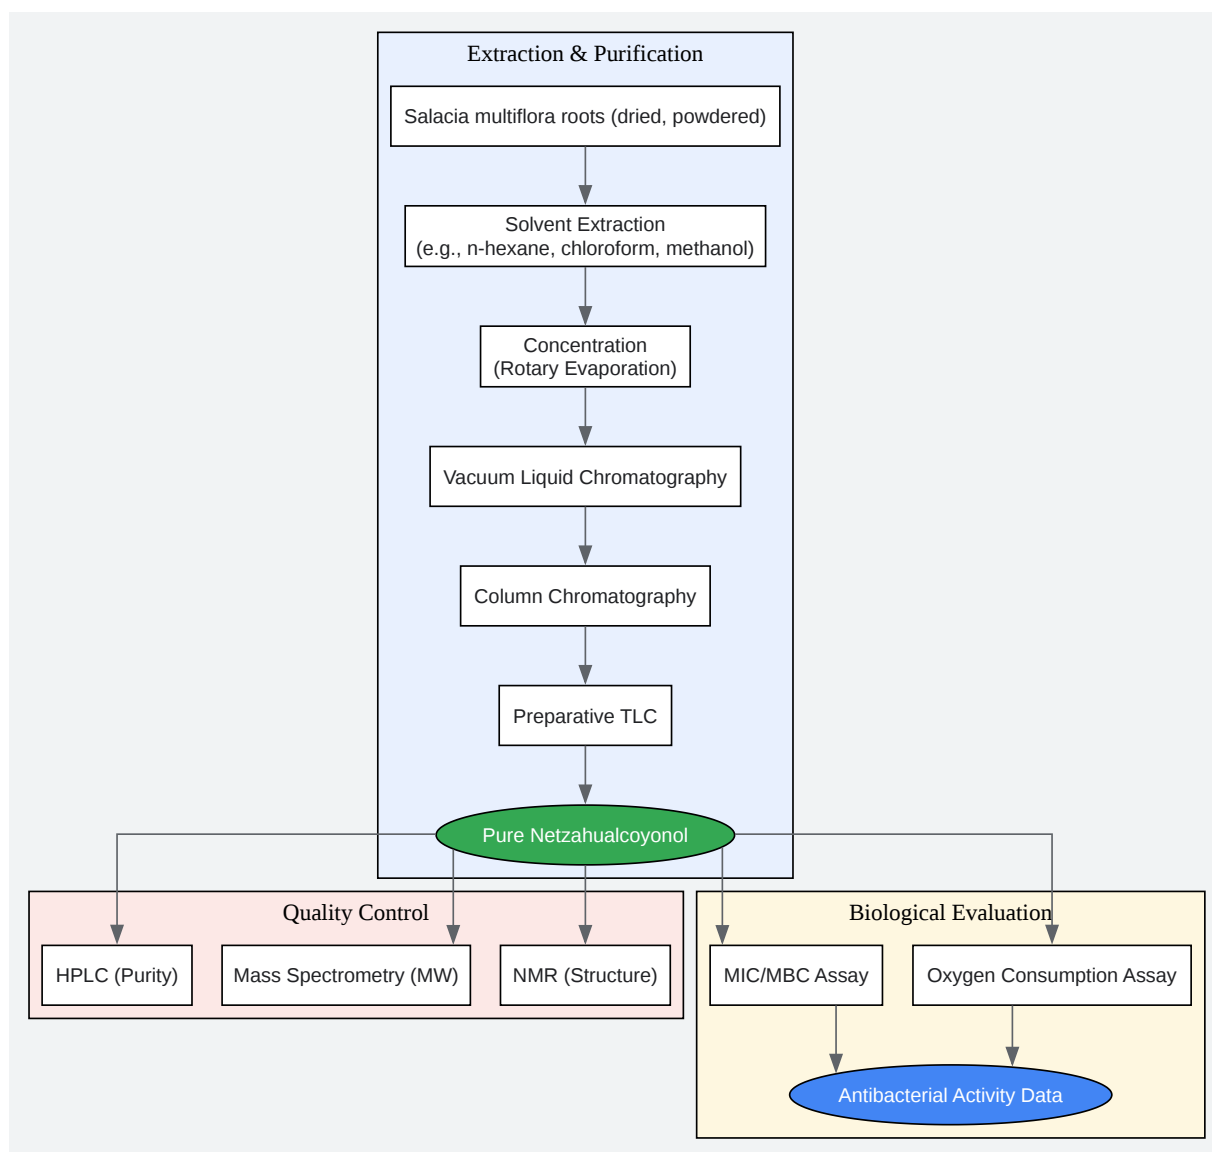 Extraction & Purification
Salacia multiflora roots (dried, powdered)
Solvent Extraction
(e.g., n-hexane, chloroform, methanol)
Concentration
(Rotary Evaporation)
Vacuum Liquid Chromatography
Column Chromatography
Preparative TLC
Pure Netzahualcoyonol
Quality Control
HPLC (Purity)
Mass Spectrometry (MW)
NMR (Structure)
Biological Evaluation
MIC/MBC Assay
Oxygen Consumption Assay
Antibacterial Activity Data